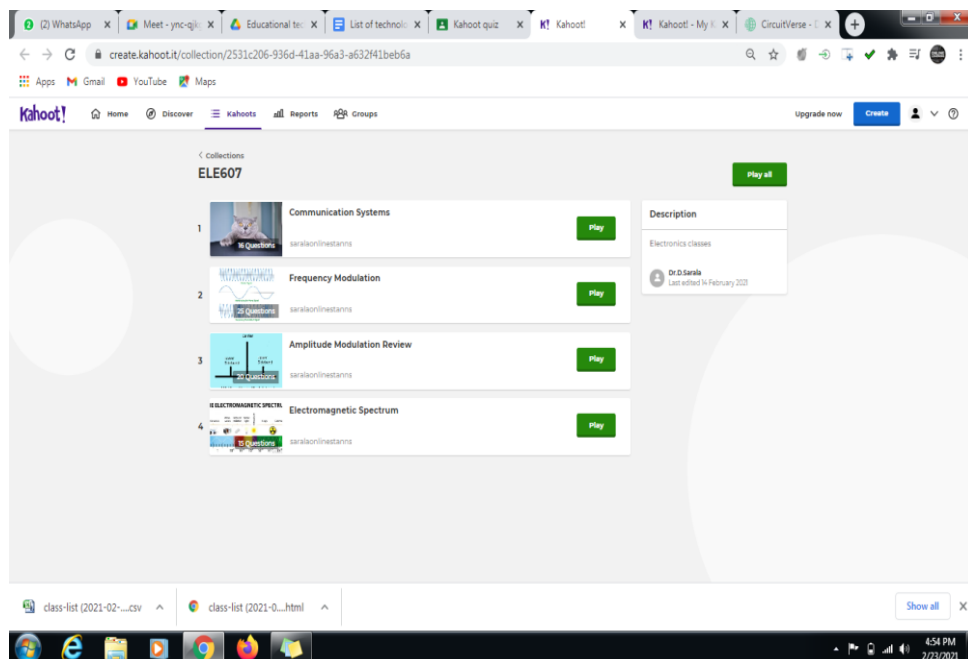 (2) WhatsApp
Meet - ync-qjkc
Educational tec
List of technolo
Kahoot quiz
K! Kahoot!
K! Kahoot! - My K
CircuitVerse - D
create.kahoot.it/collection/2531c206-936d-41aa-96a3-a632f41beb6a
Apps Gmail YouTube Maps
Kahoot! Home Discover Kahoots Reports Groups Upgrade now Create
Collections
ELE607
Play all
1
Communication Systems
16 Questions
saralaonlinestanns
Play
2
Frequency Modulation
25 Questions
saralaonlinestanns
Play
3
Amplitude Modulation Review
20 Questions
saralaonlinestanns
Play
4
Electromagnetic Spectrum
E ELECTROMAGNETIC SPECTRU
15 Questions
saralaonlinestanns
Play
Description
Electronics classes
Dr.D.Sarala
Last edited 14 February 2021
class-list (2021-02-....csv
class-list (2021-0....html
Show all
4:54 PM
2/23/2021